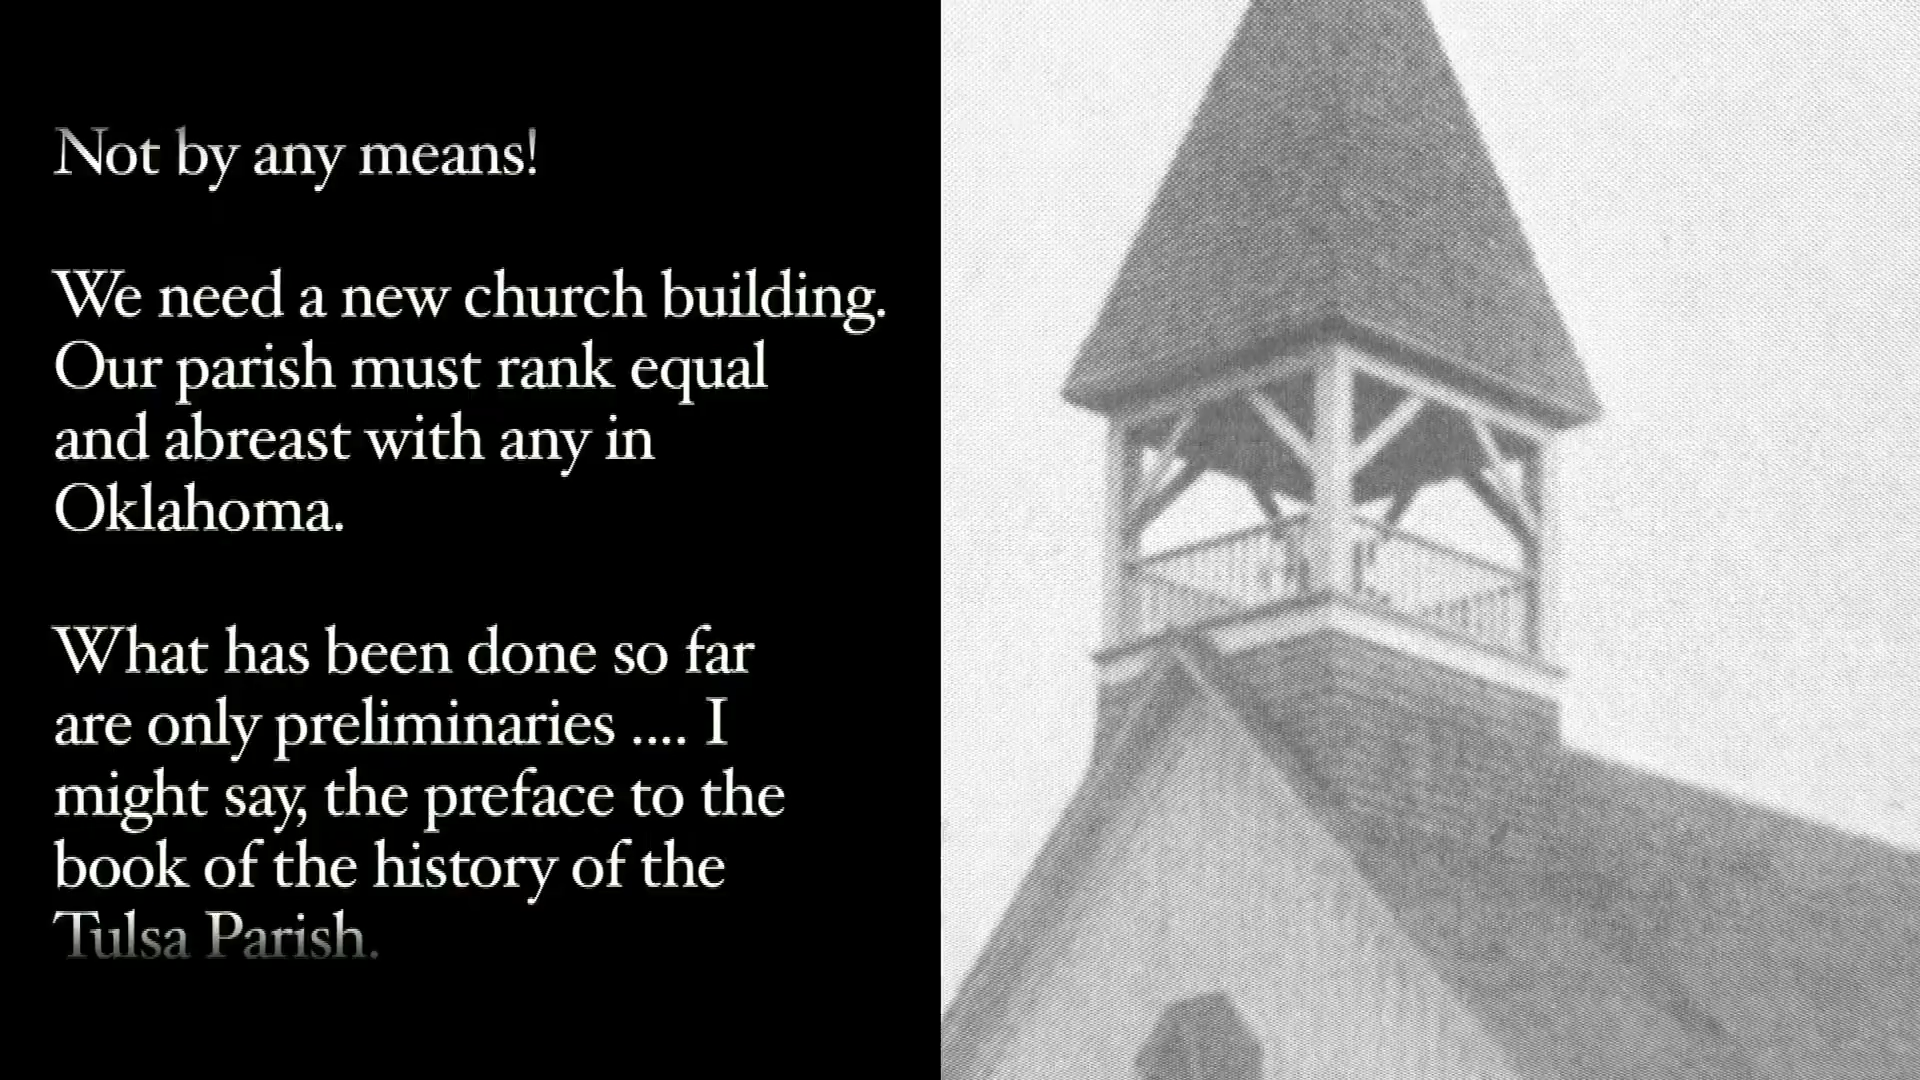 Not by any means!
We need a new church building.
Our parish must rank equal
and abreast with any in
Oklahoma.
What has been done so far
are only preliminaries .... I
might say, the preface to the
book of the history of the
Tulsa Parish.